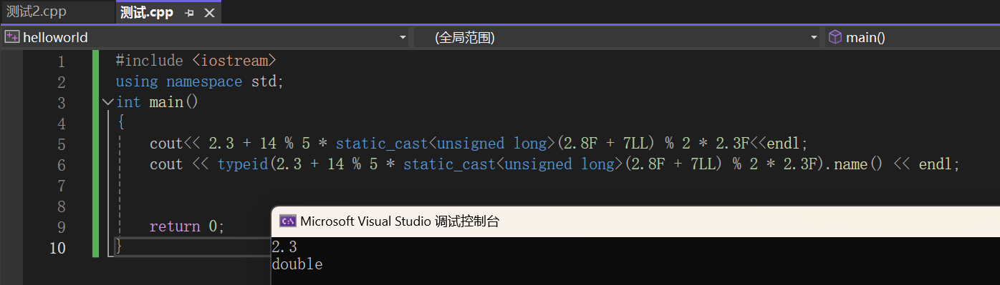 测试2.cpp
测试.cpp
helloworld
(全局范围)
main()
1 #include <iostream>
2 using namespace std;
3 int main()
4 {
5 cout<< 2.3 + 14 % 5 * static_cast<unsigned long>(2.8F + 7LL) % 2 * 2.3F<<endl;
6 cout << typeid(2.3 + 14 % 5 * static_cast<unsigned long>(2.8F + 7LL) % 2 * 2.3F).name() << endl;
7
8
9 return 0;
10 }
Microsoft Visual Studio 调试控制台
2.3
double